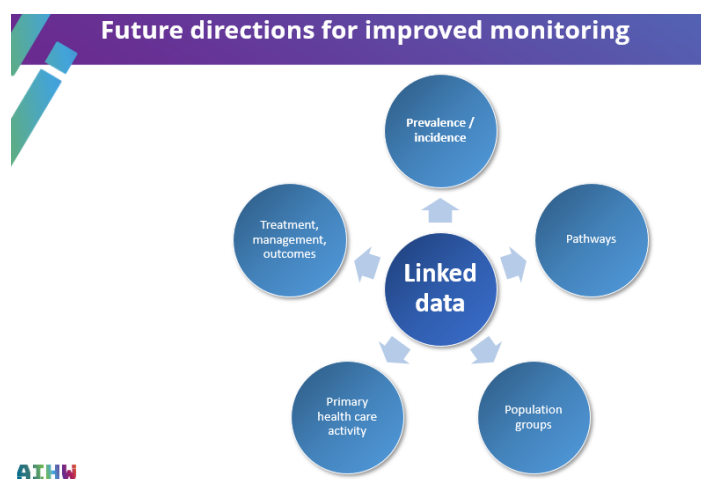 Future directions for improved monitoring
Prevalence /
incidence
Treatment,
management,
outcomes
Pathways
Linked
data
Primary
health care
activity
Population
groups
AIHW